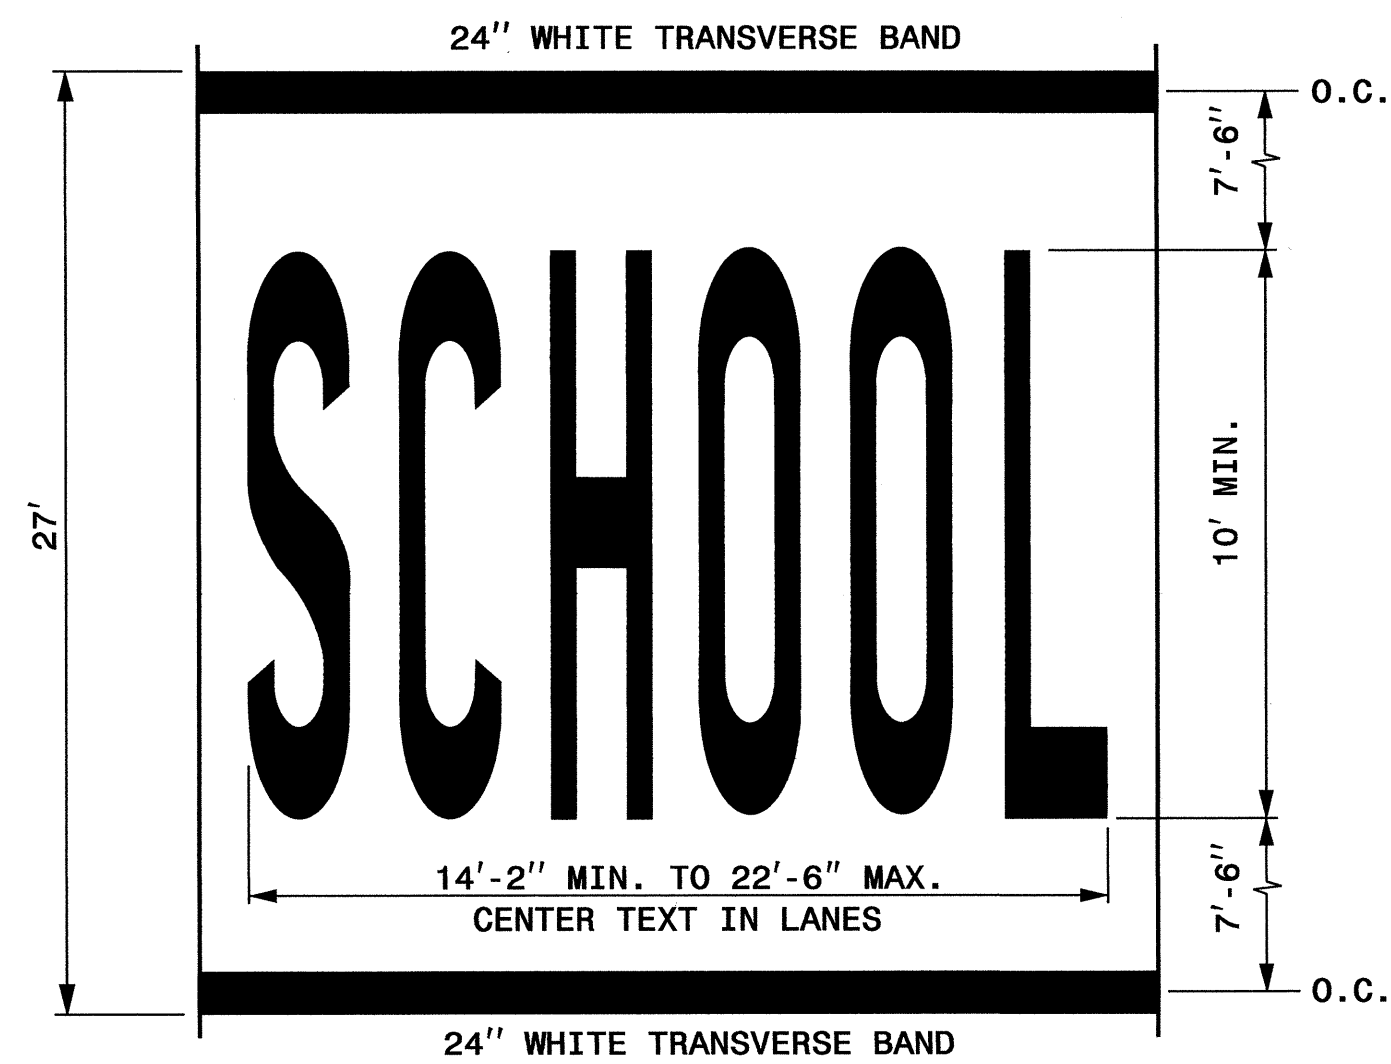 24" WHITE TRANSVERSE BAND
O.C.
7'-6"
SCHOOL
27'
10' MIN.
14'-2" MIN. TO 22'-6" MAX.
CENTER TEXT IN LANES
7'-6"
O.C.
24" WHITE TRANSVERSE BAND